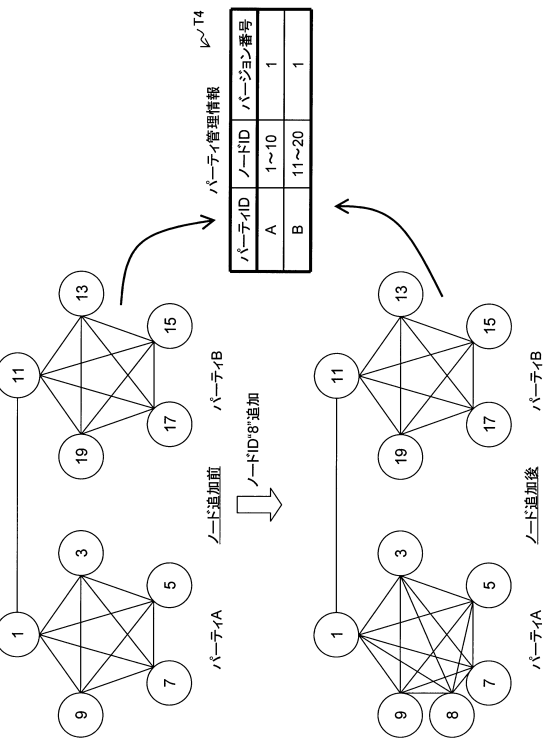 1
3
5
7
9
パーティA
11
13
15
17
19
パーティB
ノード追加前
ノードID“8”追加
1
3
5
7
8
9
パーティA
11
13
15
17
19
パーティB
ノード追加後
パーティ管理情報
T4
パーティID ノードID バージョン番号
A 1~10 1
B 11~20 1